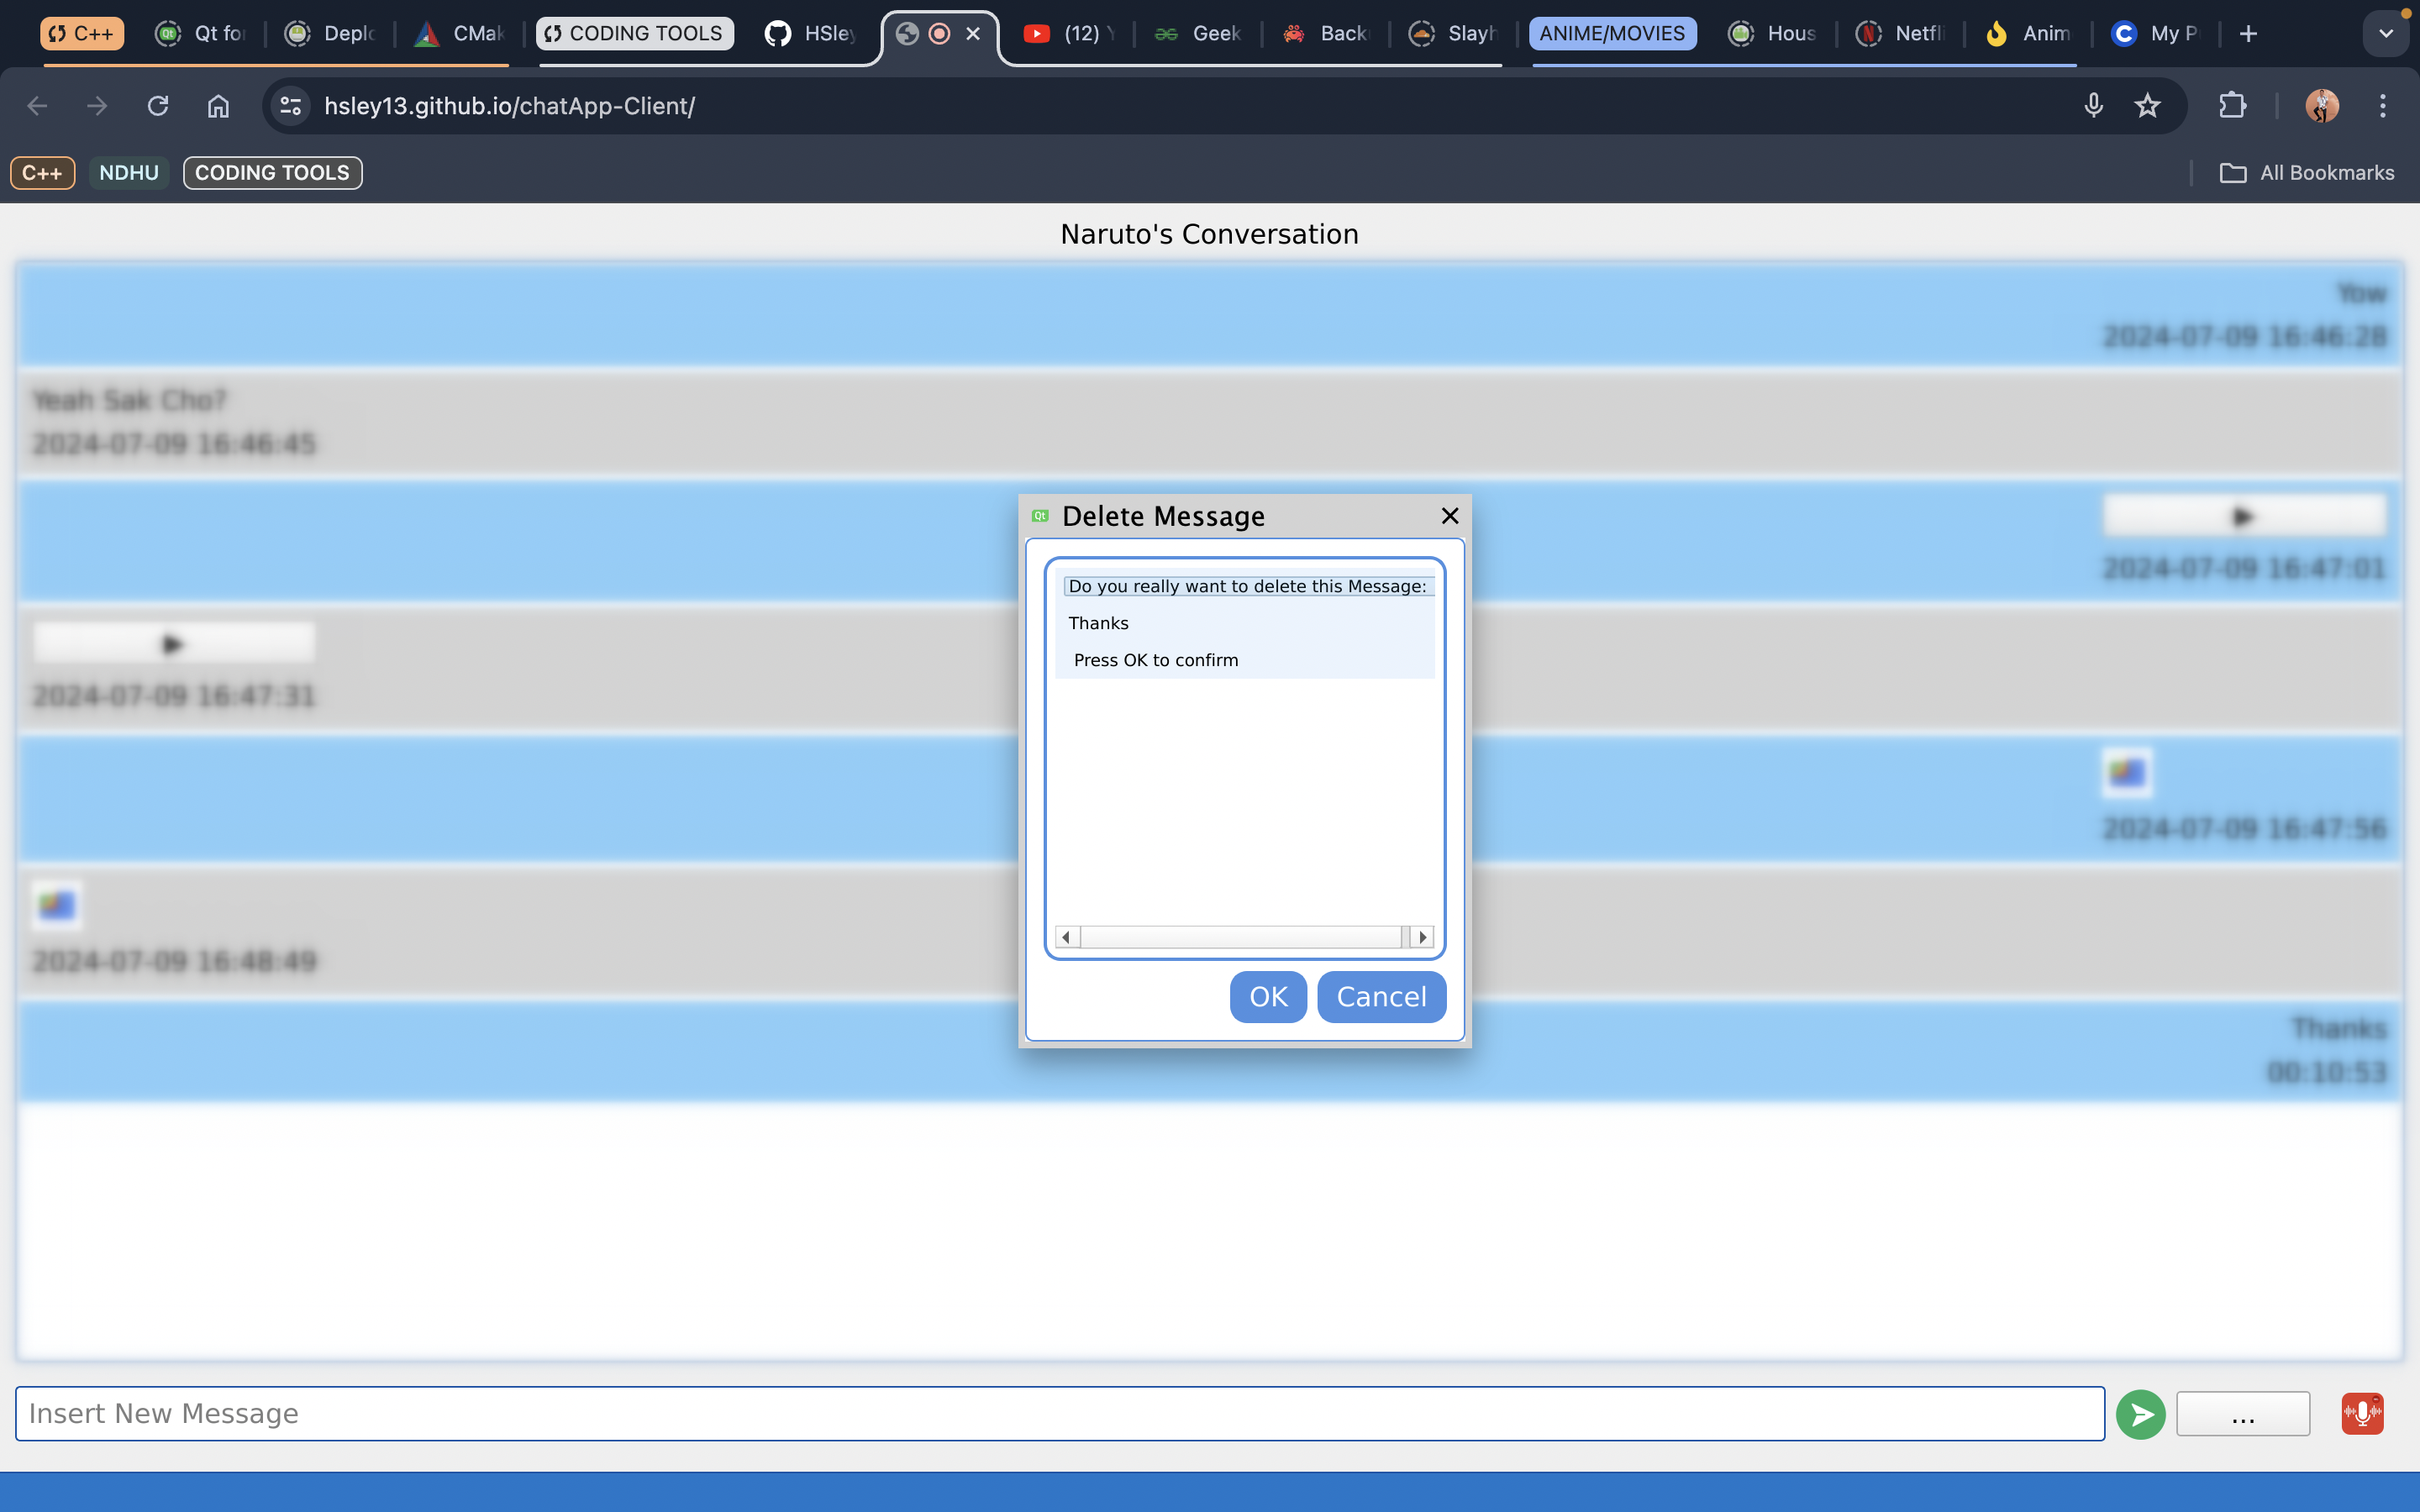 C++ Qt fo Deplo CMak CODING TOOLS HSley (12) Y Geek Back Slayh ANIME/MOVIES Hous Netfli Anim My P
hsley13.github.io/chatApp-Client/
C++ NDHU CODING TOOLS All Bookmarks
Naruto's Conversation
Yow
2024-07-09 16:46:28
Yeah Sak Cho?
2024-07-09 16:46:45
2024-07-09 16:47:01
2024-07-09 16:47:31
2024-07-09 16:47:56
2024-07-09 16:48:49
Thanks
00:10:53
Qt Delete Message
Do you really want to delete this Message:
Thanks
Press OK to confirm
OK Cancel
Insert New Message
...